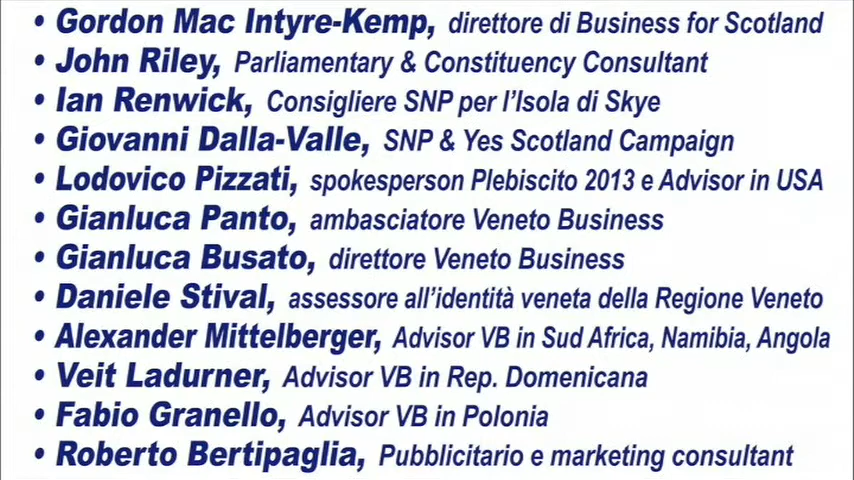 • Gordon Mac Intyre-Kemp, direttore di Business for Scotland
• John Riley, Parliamentary & Constituency Consultant
• Ian Renwick, Consigliere SNP per l'Isola di Skye
• Giovanni Dalla-Valle, SNP & Yes Scotland Campaign
• Lodovico Pizzati, spokesperson Plebiscito 2013 e Advisor in USA
• Gianluca Panto, ambasciatore Veneto Business
• Gianluca Busato, direttore Veneto Business
• Daniele Stival, assessore all'identità veneta della Regione Veneto
• Alexander Mittelberger, Advisor VB in Sud Africa, Namibia, Angola
• Veit Ladurner, Advisor VB in Rep. Domenicana
• Fabio Granello, Advisor VB in Polonia
• Roberto Bertipaglia, Pubblicitario e marketing consultant